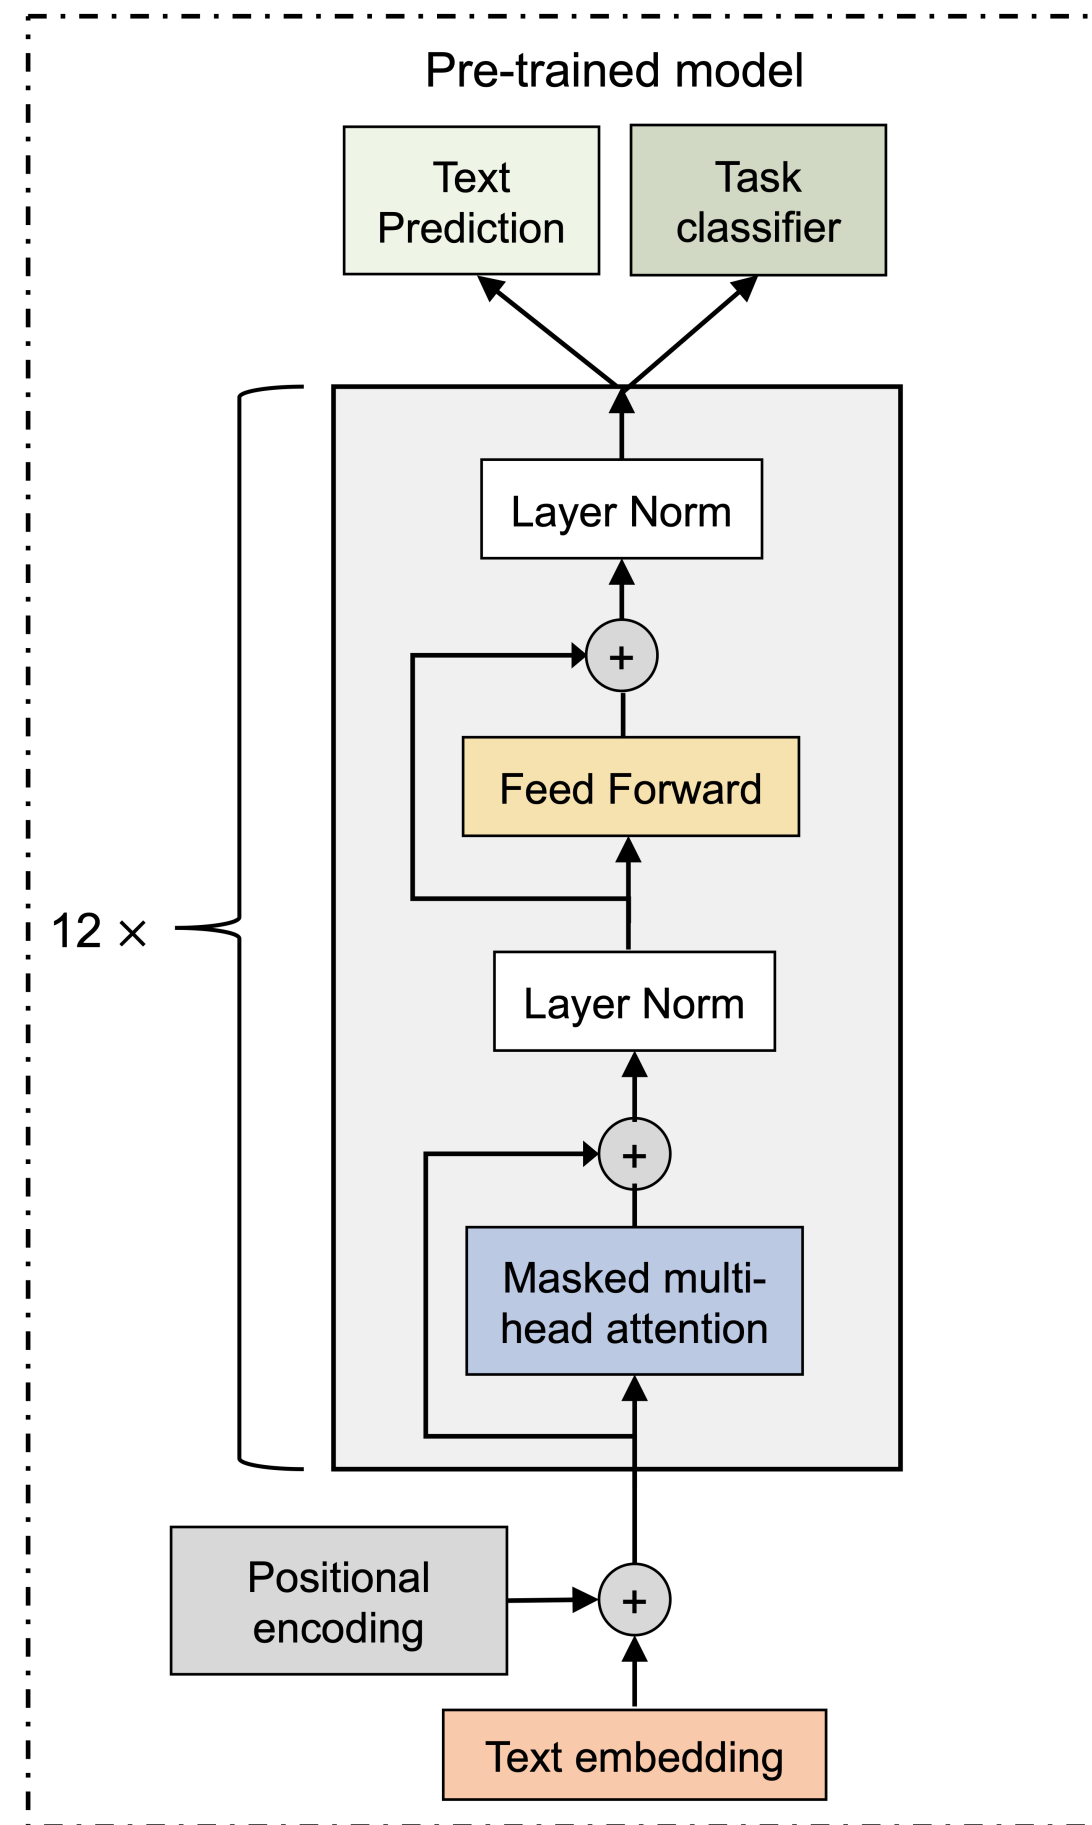 Pre-trained model
Text
Prediction
Task
classifier
Layer Norm
+
Feed Forward
12 ×
Layer Norm
+
Masked multi-
head attention
Positional
encoding
+
Text embedding